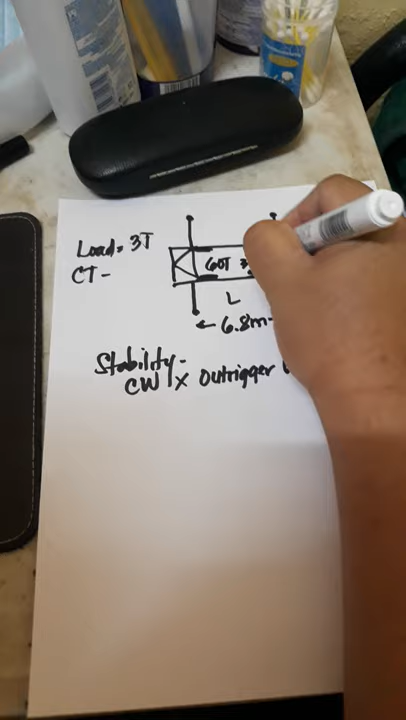 Load = 3T
CT -
60T
L
← 6.8m
Stability -
CW x Outrigger